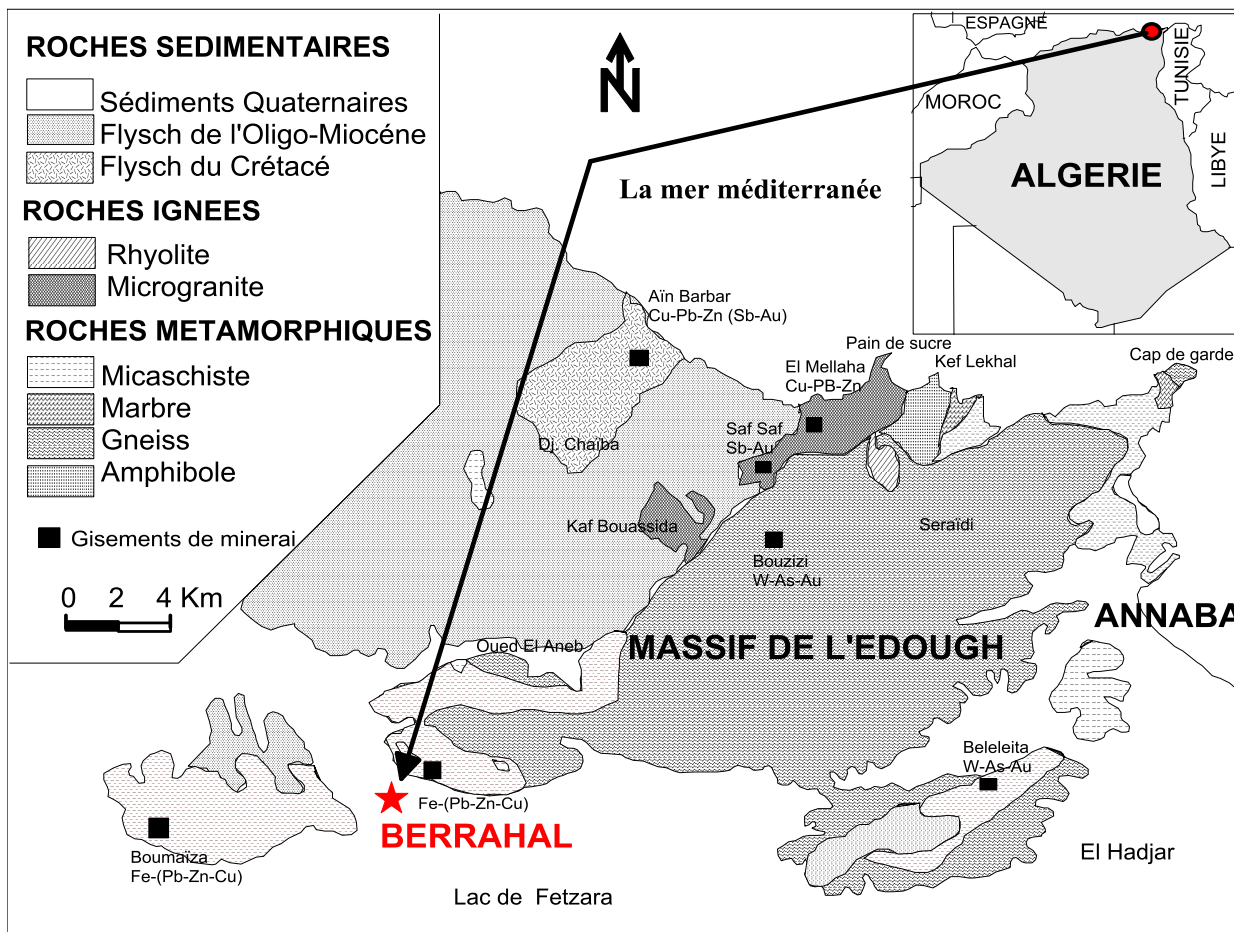 ROCHES SEDIMENTAIRES
Sédiments Quaternaires
Flysch de l'Oligo-Miocéne
Flysch du Crétacé
ROCHES IGNEES
Rhyolite
Microgranite
ROCHES METAMORPHIQUES
Micaschiste
Marbre
Gneiss
Amphibole
Gisements de minerai
0 2 4 Km
N
La mer méditerranée
ESPAGNE
MOROC
ALGERIE
TUNISIE
LIBYE
Aïn Barbar
Cu-Pb-Zn (Sb-Au)
Dj. Chaïba
Pain de sucre
El Mellaha
Cu-PB-Zn
Kef Lekhal
Cap de garde
Saf Saf
Sb-Au
Kaf Bouassida
Seraïdi
Bouzizi
W-As-Au
ANNABA
Oued El Aneb
MASSIF DE L'EDOUGH
Beleleita
W-As-Au
Fe-(Pb-Zn-Cu)
BERRAHAL
Boumaïza
Fe-(Pb-Zn-Cu)
El Hadjar
Lac de Fetzara